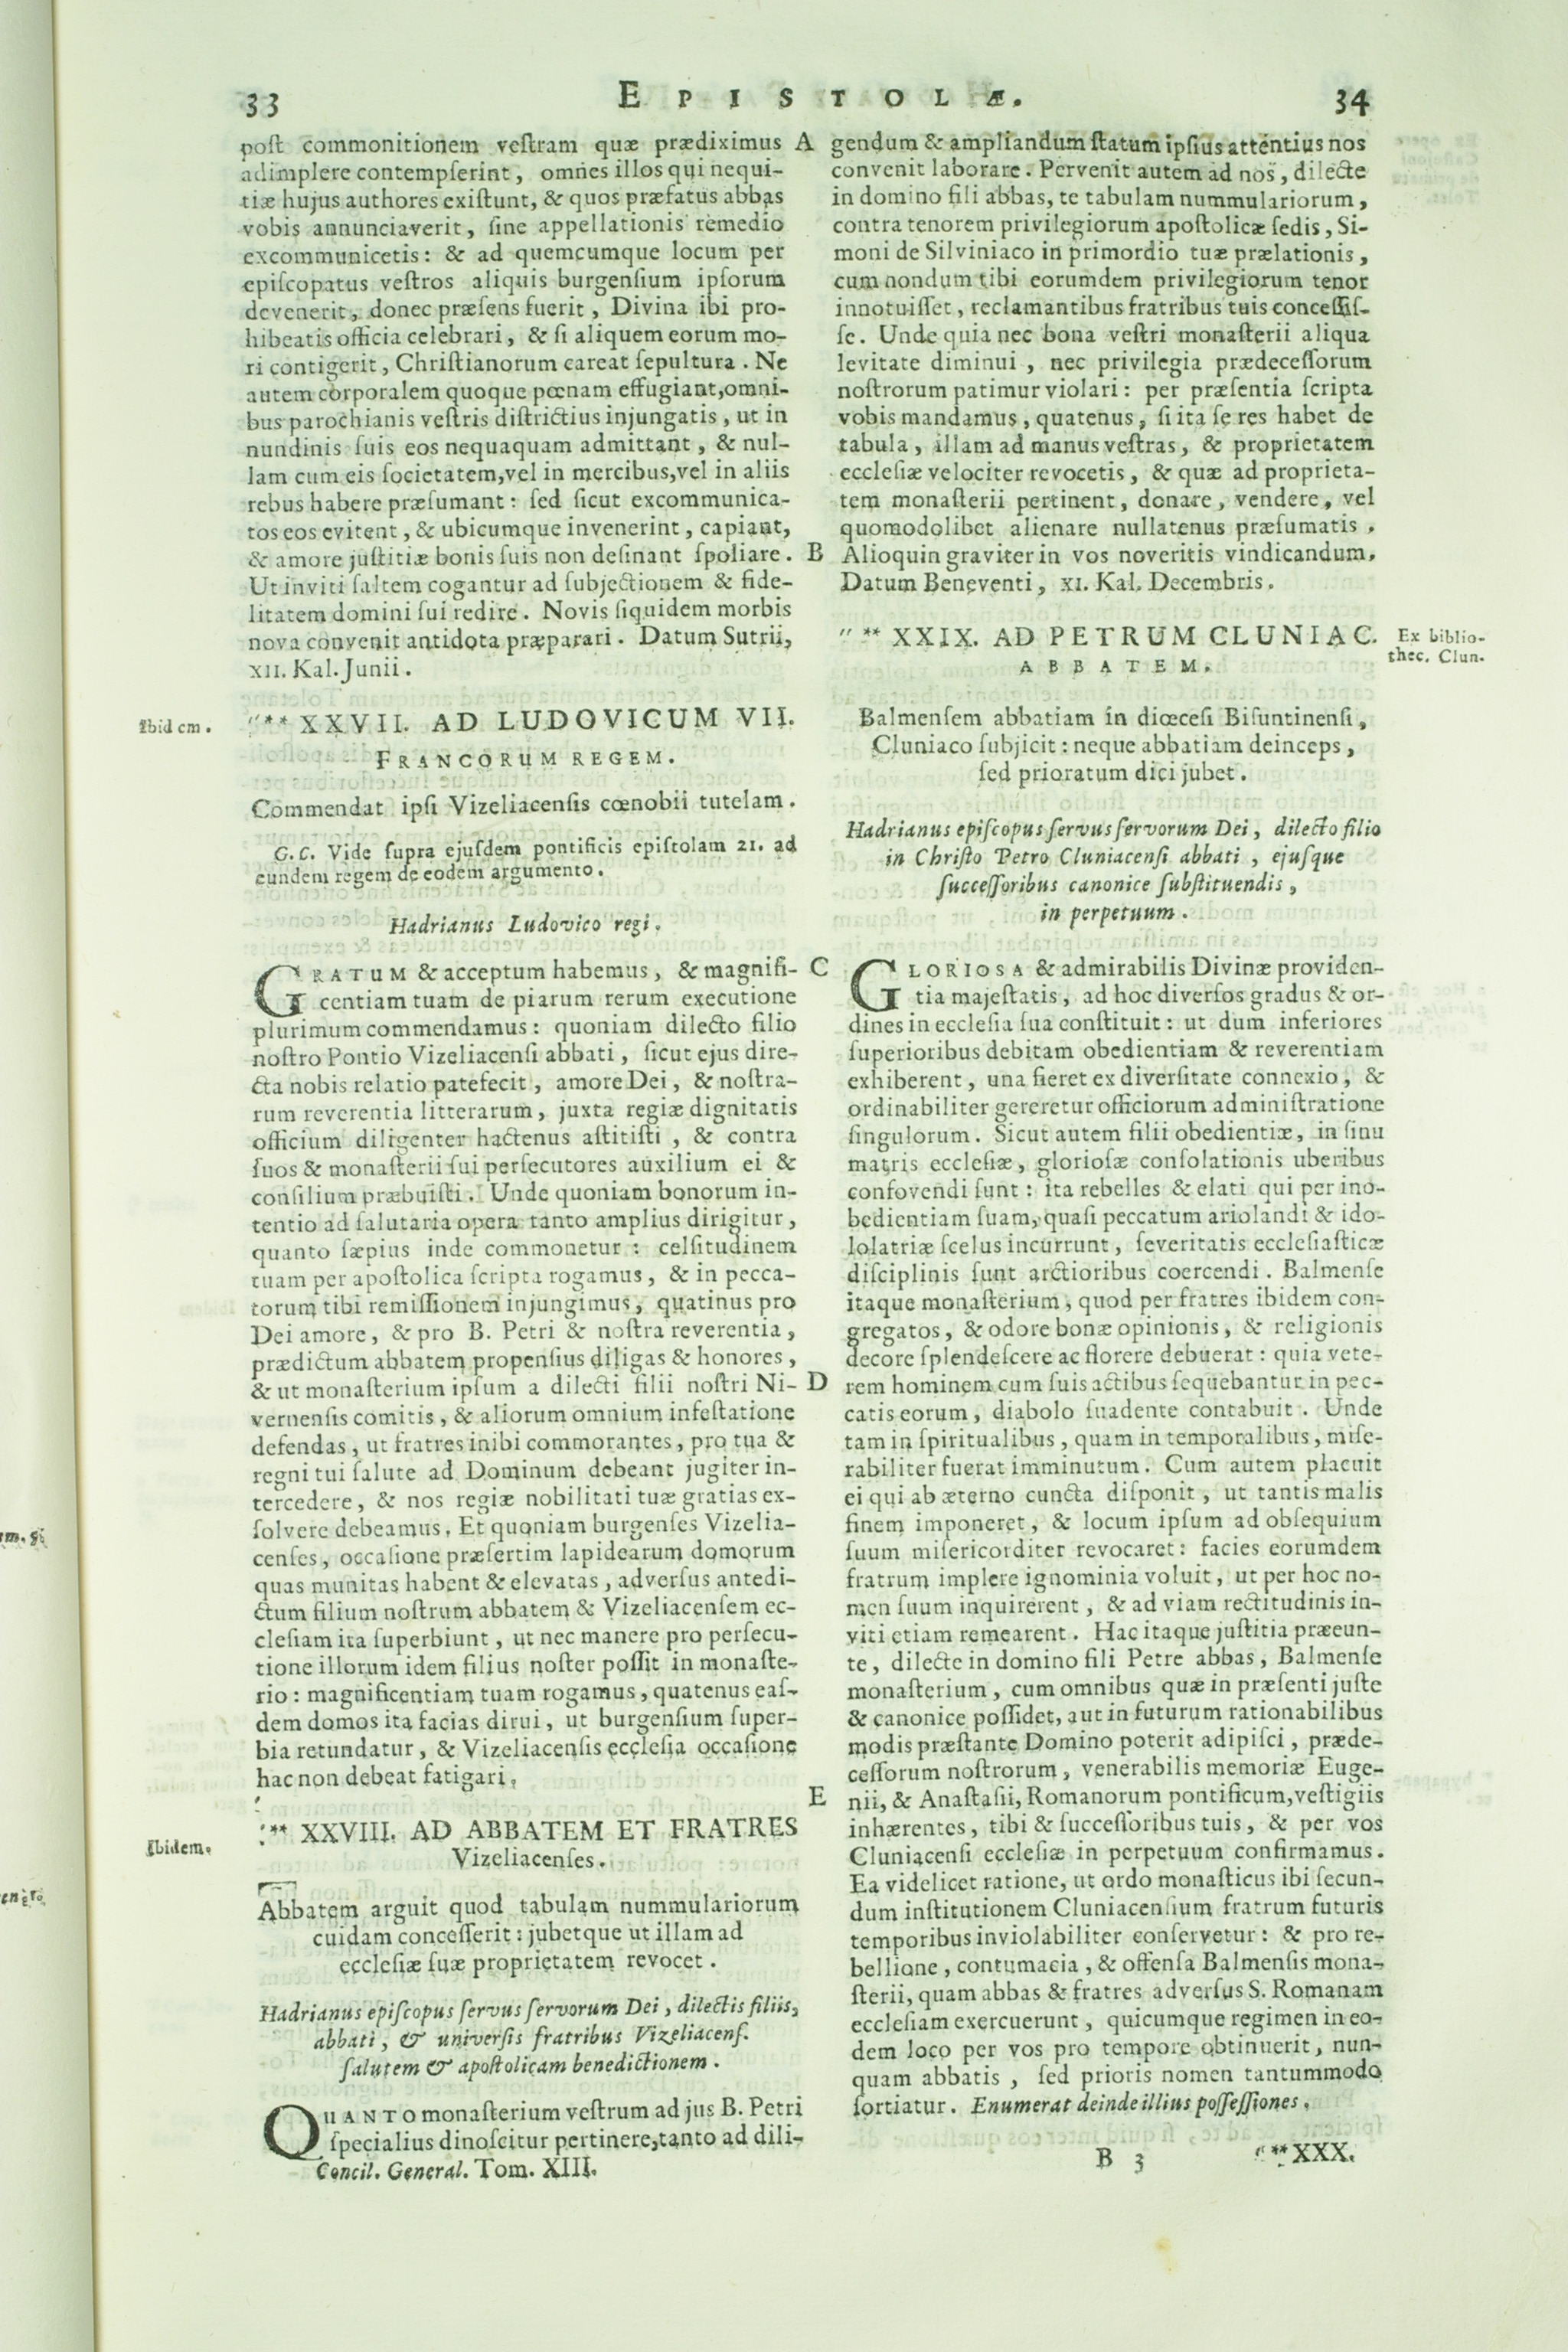 33
EPISTOLÆ.
34
poſt commonitionem veſtram quæ prædiximus
adimplere contempſerint, omnes illos qui nequi-
tiæ hujus authores exiſtunt, & quos præfatus abbas
vobis annunciaverit, ſine appellationis remedio
excommunicetis: & ad quemcumque locum per
epiſcopatus veſtros aliquis burgenſium ipſorum
devenerit, donec præſens fuerit, Divina ibi pro-
hibeatis officia celebrari, & ſi aliquem eorum mo-
ri contigerit, Chriſtianorum careat ſepultura. Ne
autem corporalem quoque pœnam effugiant, omni-
bus parochianis veſtris diſtrictius injungatis, ut in
nundinis ſuis eos nequaquam admittant, & nul-
lam cum eis ſocietatem, vel in mercibus, vel in aliis
rebus habere præſumant: ſed ſicut excommunica-
tos eos evitent, & ubicumque invenerint, capiant,
& amore juſtitiæ bonis ſuis non deſinant ſpoliare.
Ut inviti ſaltem cogantur ad ſubjectionem & fide-
litatem domini ſui redire. Novis ſiquidem morbis
nova convenit antidota præparari. Datum Sutrii,
XII. Kal. Junii.
Ibidem.
"** XXVII. AD LUDOVICUM VII.
FRANCORUM REGEM.
Commendat ipſi Vizeliacenſis cœnobii tutelam.
G. C. Vide ſupra ejuſdem pontificis epiſtolam 21. ad
eundem regem de eodem argumento.
Hadrianus Ludovico regi.
GRATUM & acceptum habemus, & magnifi-
centiam tuam de piarum rerum executione
plurimum commendamus: quoniam dilecto filio
noſtro Pontio Vizeliacenſi abbati, ſicut ejus dire-
cta nobis relatio patefecit, amore Dei, & noſtra-
rum reverentia litterarum, juxta regiæ dignitatis
officium diligenter hactenus aſtitiſti, & contra
ſuos & monaſterii ſui perſecutores auxilium ei &
conſilium præbuiſti. Unde quoniam bonorum in-
tentio ad ſalutaria opera tanto amplius dirigitur,
quanto ſæpius inde commonetur: celſitudinem
tuam per apoſtolica ſcripta rogamus, & in pecca-
torum tibi remiſſionem injungimus, quatinus pro
Dei amore, & pro B. Petri & noſtra reverentia,
prædictum abbatem propenſius diligas & honores,
& ut monaſterium ipſum a dilecti filii noſtri Ni-
vernenſis comitis, & aliorum omnium infeſtatione
defendas, ut fratres inibi commorantes, pro tua &
regni tui ſalute ad Dominum debeant jugiter in-
tercedere, & nos regiæ nobilitati tuæ gratias ex-
ſolvere debeamus. Et quoniam burgenſes Vizelia-
cenſes, occaſione præſertim lapidearum domorum
quas munitas habent & elevatas, adverſus antedi-
ctum filium noſtrum abbatem & Vizeliacenſem ec-
cleſiam ita ſuperbiunt, ut nec manere pro perſecu-
tione illorum idem filius noſter poſſit in monaſte-
rio: magnificentiam tuam rogamus, quatenus eaſ-
dem domos ita facias dirui, ut burgenſium ſuper-
bia retundatur, & Vizeliacenſis eccleſia occaſione
hac non debeat fatigari.
Ibidem.
"** XXVIII. AD ABBATEM ET FRATRES
Vizeliacenſes.
Abbatem arguit quod tabulam nummulariorum
cuidam conceſſerit: jubetque ut illam ad
eccleſiæ ſuæ proprietatem revocet.
Hadrianus epiſcopus ſervus ſervorum Dei, dilectis filiis,
abbati, & univerſis fratribus Vizeliacenſ.
ſalutem & apoſtolicam benedictionem.
QUANTO monaſterium veſtrum ad jus B. Petri
ſpecialius dinoſcitur pertinere, tanto ad dili-
Concil. General. Tom. XIII.
A
B
C
D
E
gendum & ampliandum ſtatum ipſius attentius nos
convenit laborare. Pervenit autem ad nos, dilecte
in domino fili abbas, te tabulam nummulariorum,
contra tenorem privilegiorum apoſtolicæ ſedis, Si-
moni de Silviniaco in primordio tuæ prælationis,
cum nondum tibi eorumdem privilegiorum tenor
innotuiſſet, reclamantibus fratribus tuis conceſſiſ-
ſe. Unde quia nec bona veſtri monaſterii aliqua
levitate diminui, nec privilegia prædeceſſorum
noſtrorum patimur violari: per præſentia ſcripta
vobis mandamus, quatenus, ſi ita ſe res habet de
tabula, illam ad manus veſtras, & proprietatem
eccleſiæ velociter revocetis, & quæ ad proprieta-
tem monaſterii pertinent, donare, vendere, vel
quomodolibet alienare nullatenus præſumatis.
Alioquin graviter in vos noveritis vindicandum.
Datum Beneventi, XI. Kal. Decembris.
"** XXIX. AD PETRUM CLUNIAC.
ABBATEM.
Ex biblio-
thec. Clun.
Balmenſem abbatiam in diœceſi Biſuntinenſi,
Cluniaco ſubjicit: neque abbatiam deinceps,
ſed prioratum dici jubet.
Hadrianus epiſcopus ſervus ſervorum Dei, dilecto filio
in Chriſto Petro Cluniacenſi abbati, ejuſque
ſucceſſoribus canonice ſubſtituendis,
in perpetuum.
GLORIOSA & admirabilis Divinæ providen-
tia majeſtatis, ad hoc diverſos gradus & or-
dines in eccleſia ſua conſtituit: ut dum inferiores
ſuperioribus debitam obedientiam & reverentiam
exhiberent, una fieret ex diverſitate connexio, &
ordinabiliter gereretur officiorum adminiſtratione
ſingulorum. Sicut autem filii obedientiæ, in ſinu
matris eccleſiæ, glorioſæ conſolationis uberibus
confovendi ſunt: ita rebelles & elati qui per ino-
bedientiam ſuam, quaſi peccatum ariolandi & ido-
lolatriæ ſcelus incurrunt, ſeveritatis eccleſiaſticæ
diſciplinis ſunt arctioribus coercendi. Balmenſe
itaque monaſterium, quod per fratres ibidem con-
gregatos, & odore bonæ opinionis, & religionis
decore ſplendeſcere ac florere debuerat: quia vete-
rem hominem cum ſuis actibus ſequebantur in pec-
catis eorum, diabolo ſuadente contabuit. Unde
tam in ſpiritualibus, quam in temporalibus, miſe-
rabiliter fuerat imminutum. Cum autem placuit
ei qui ab æterno cuncta diſponit, ut tantis malis
finem imponeret, & locum ipſum ad obſequium
ſuum miſericorditer revocaret: facies eorumdem
fratrum implere ignominia voluit, ut per hoc no-
men ſuum inquirerent, & ad viam rectitudinis in-
viti etiam remearent. Hac itaque juſtitia præeun-
te, dilecte in domino fili Petre abbas, Balmenſe
monaſterium, cum omnibus quæ in præſenti juſte
& canonice poſſidet, aut in futurum rationabilibus
modis præſtante Domino poterit adipiſci, præde-
ceſſorum noſtrorum, venerabilis memoriæ Euge-
nii, & Anaſtaſii, Romanorum pontificum, veſtigiis
inhærentes, tibi & ſucceſſoribus tuis, & per vos
Cluniacenſi eccleſiæ in perpetuum confirmamus.
Ea videlicet ratione, ut ordo monaſticus ibi ſecun-
dum inſtitutionem Cluniacenſium fratrum futuris
temporibus inviolabiliter conſervetur: & pro re-
bellione, contumacia, & offenſa Balmenſis mona-
ſterii, quam abbas & fratres adverſus S. Romanam
eccleſiam exercuerunt, quicumque regimen in eo-
dem loco per vos pro tempore obtinuerit, nun-
quam abbatis, ſed prioris nomen tantummodo
ſortiatur. Enumerat deinde illius poſſeſſiones.
B 3
"** XXX.